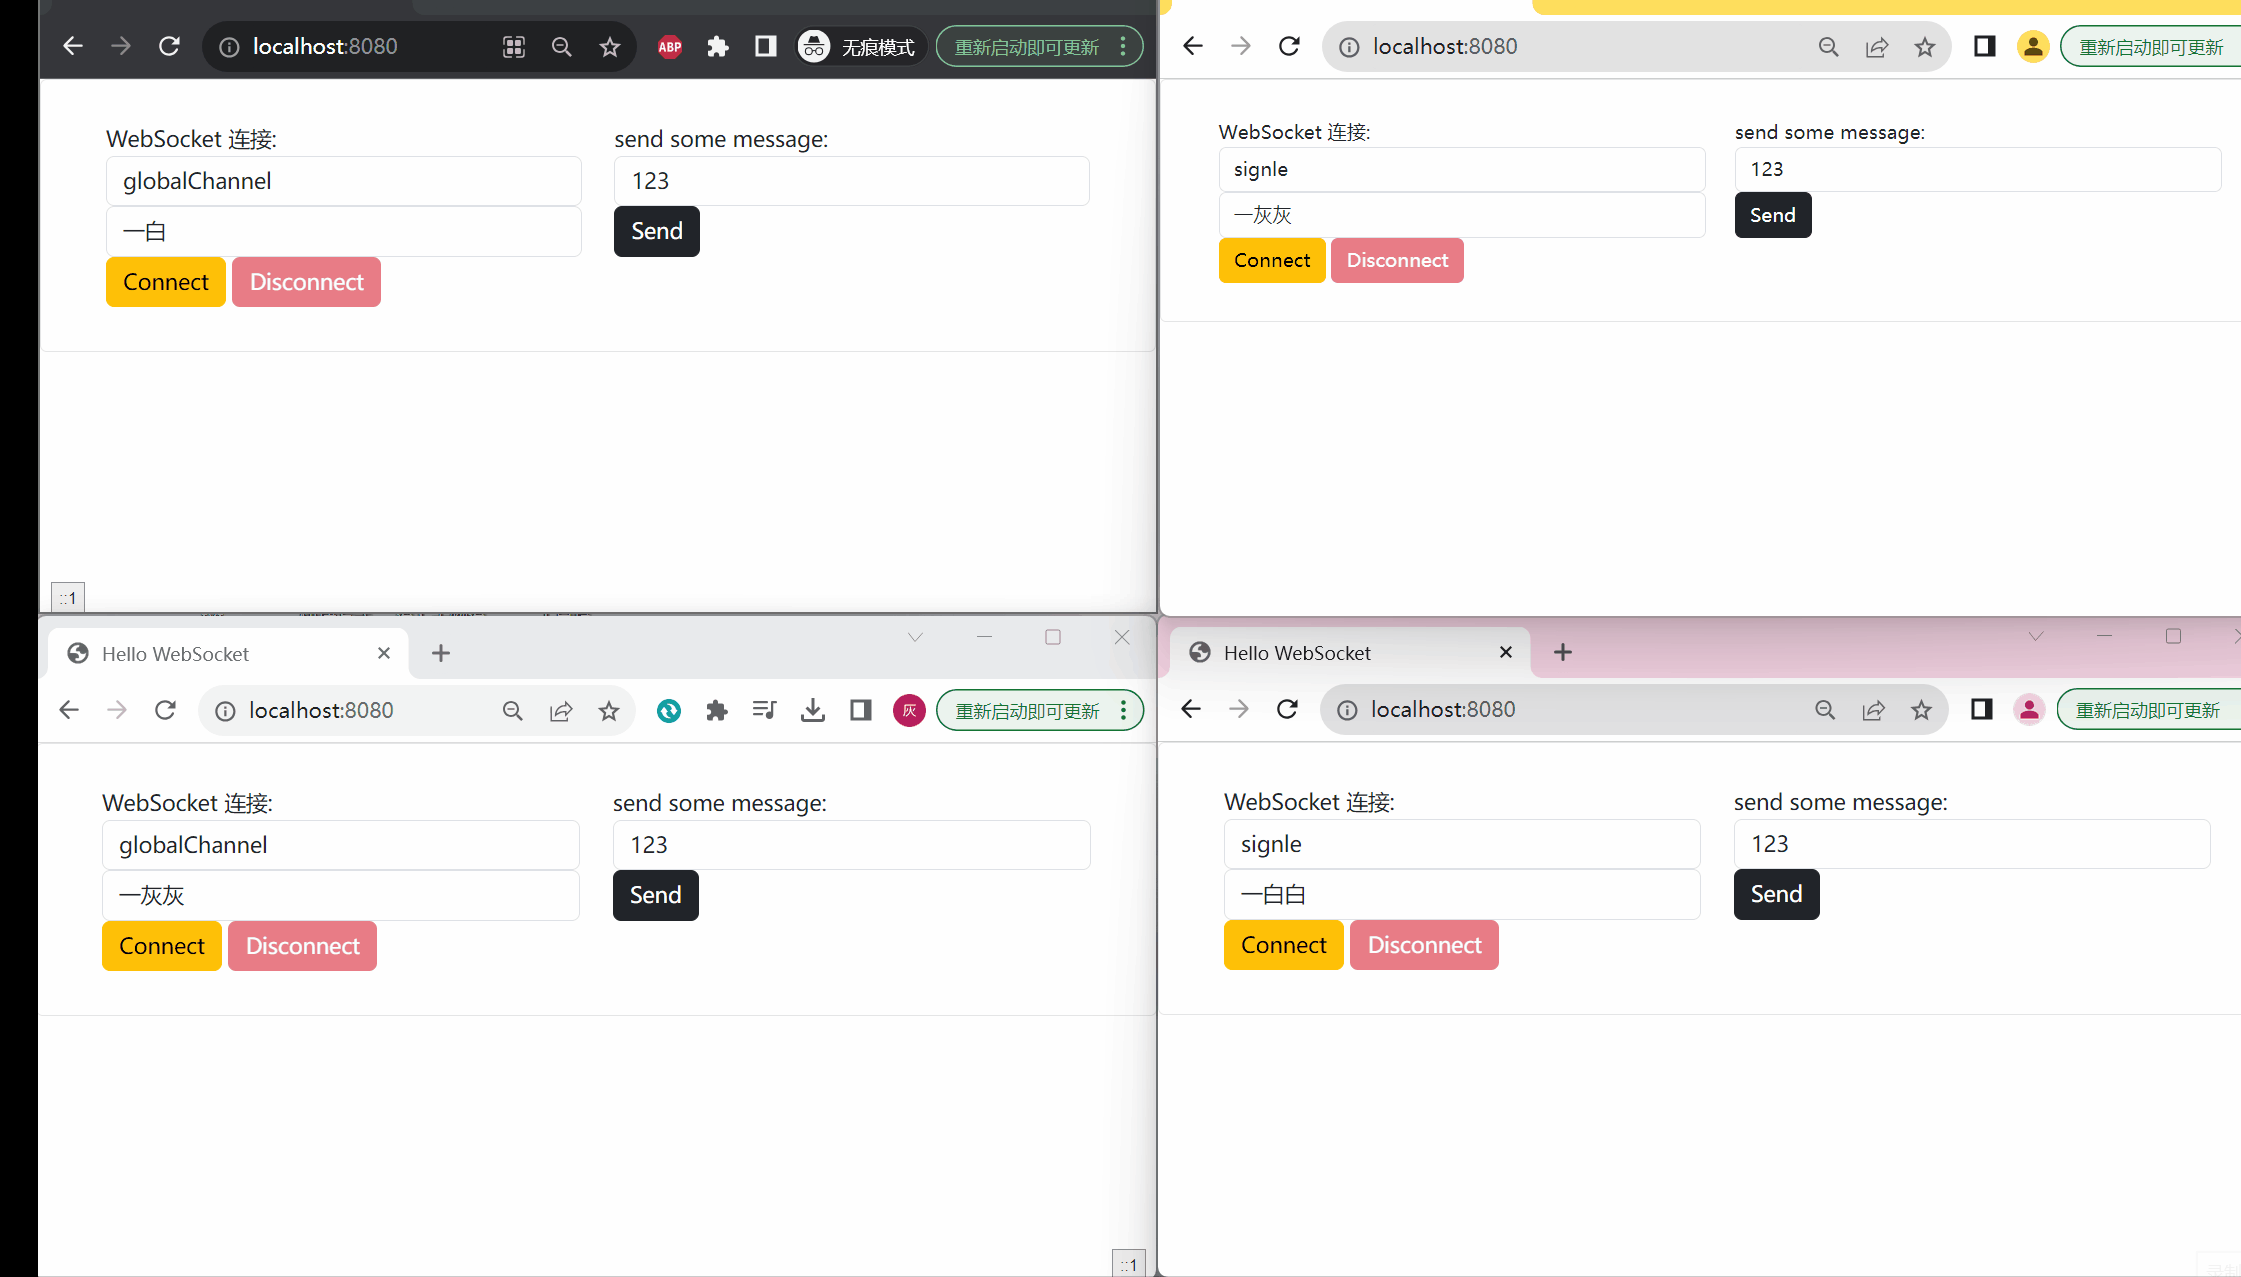 localhost:8080
ABP
无痕模式
重新启动即可更新
WebSocket 连接:
send some message:
globalChannel
123
一白
Send
Connect
Disconnect
::1
localhost:8080
重新启动即可更新
WebSocket 连接:
send some message:
signle
123
一灰灰
Send
Connect
Disconnect
Hello WebSocket
localhost:8080
灰
重新启动即可更新
WebSocket 连接:
send some message:
globalChannel
123
一灰灰
Send
Connect
Disconnect
::1
Hello WebSocket
localhost:8080
重新启动即可更新
WebSocket 连接:
send some message:
signle
123
一白白
Send
Connect
Disconnect